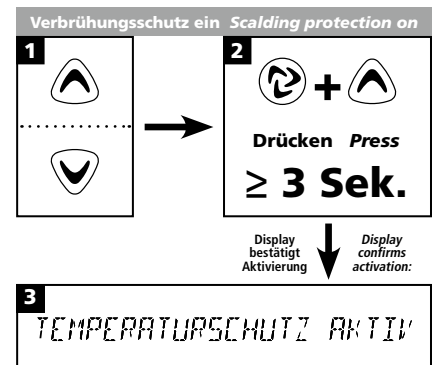 Verbrühungsschutz ein Scalding protection on
1
2
+
Drücken Press
≥ 3 Sek.
Display bestätigt Aktivierung
Display confirms activation:
3
TEMPERATURSCHUTZ AKTIV